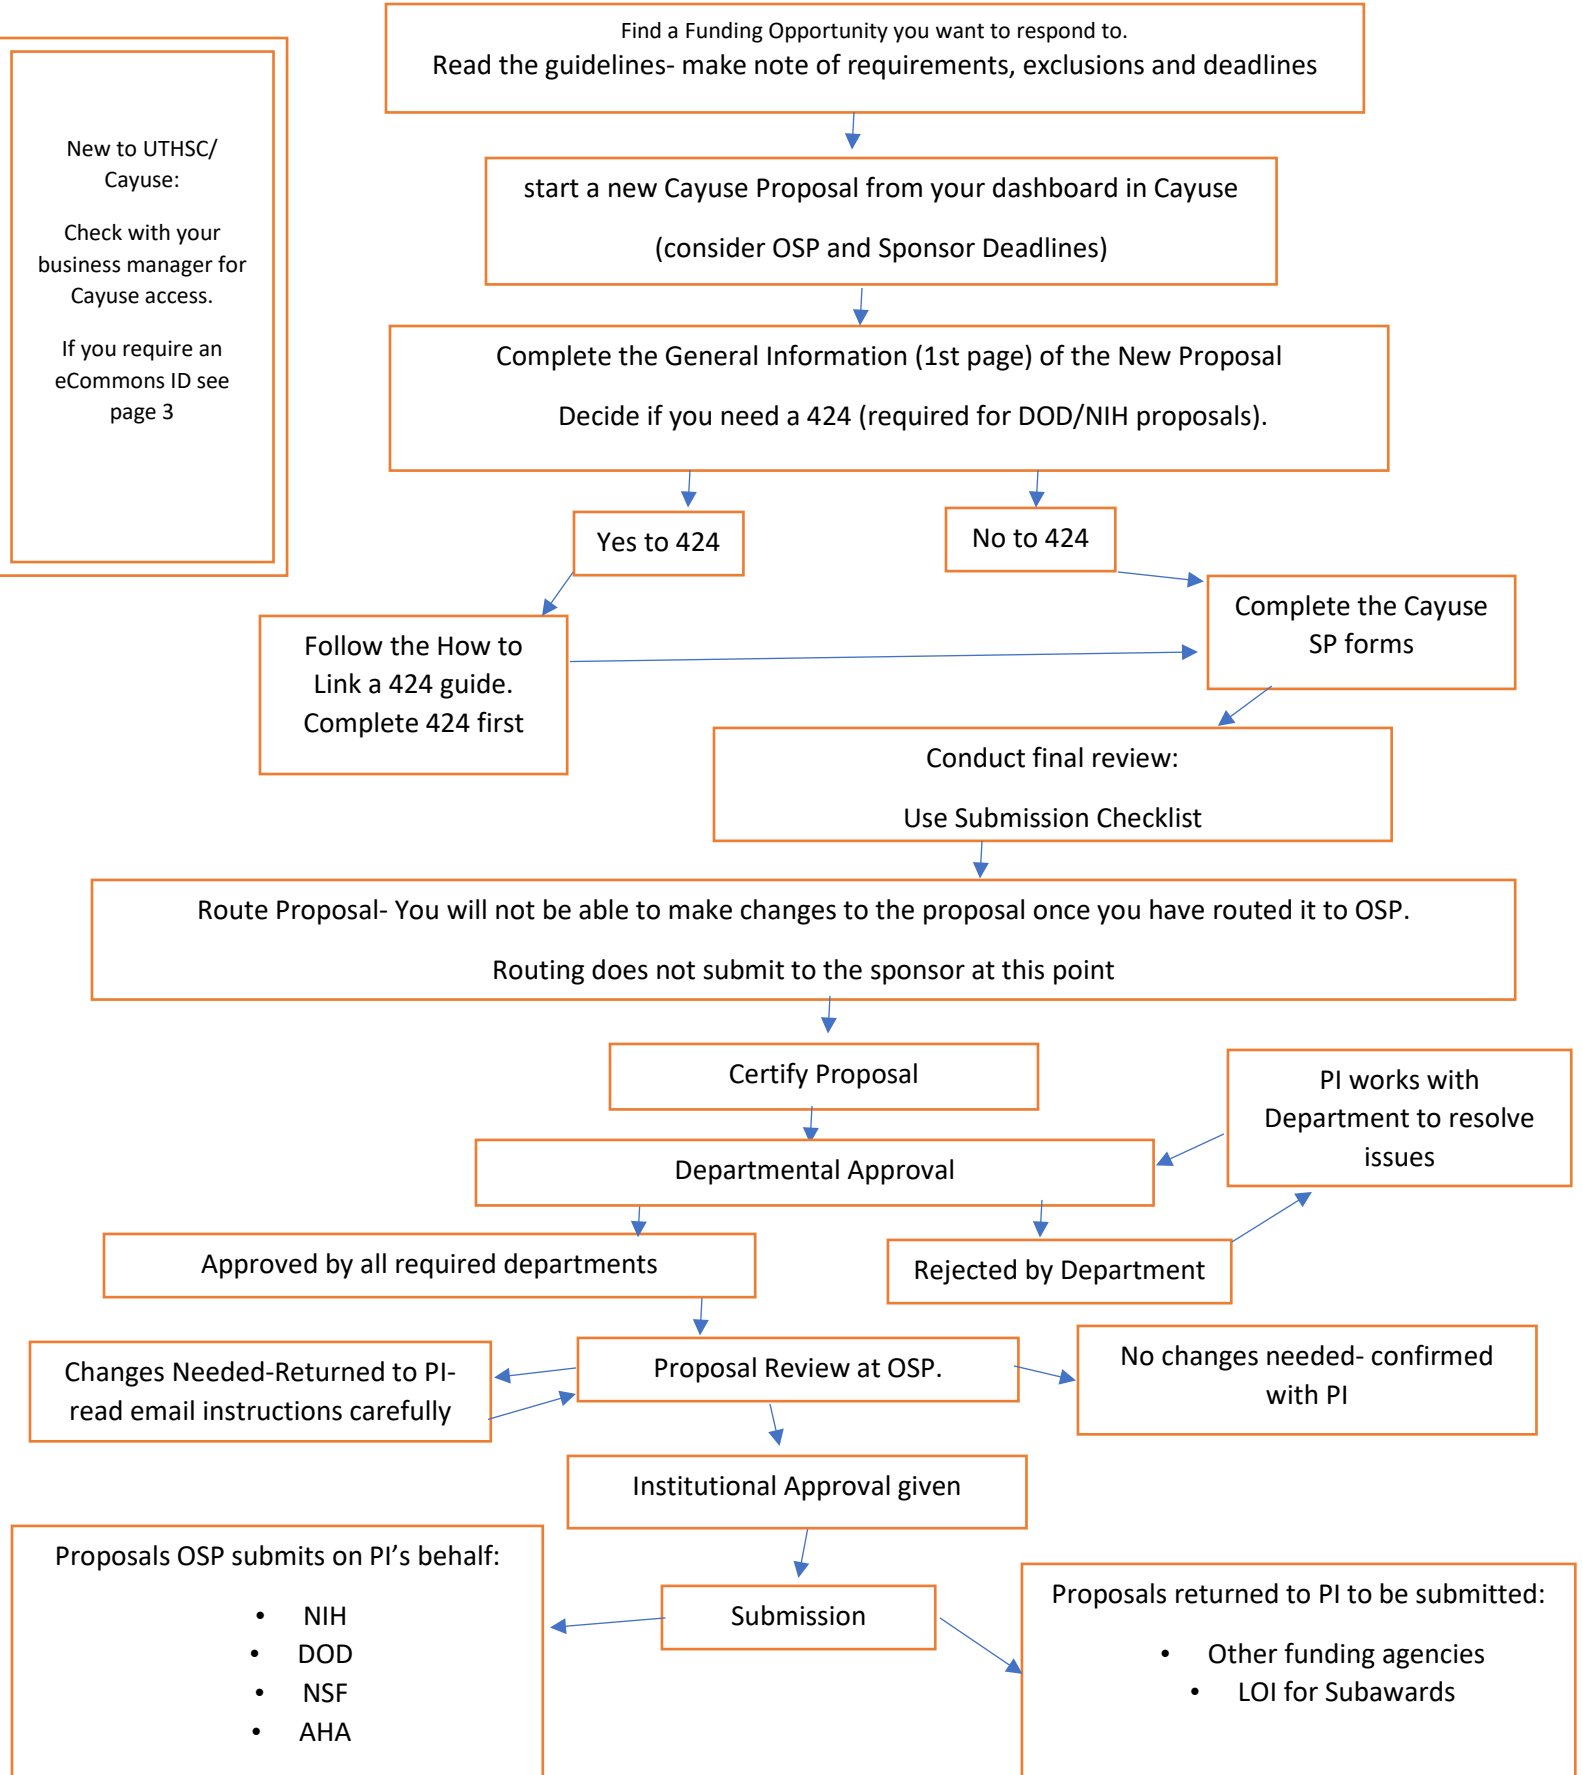 Find a Funding Opportunity you want to respond to.
Read the guidelines- make note of requirements, exclusions and deadlines
New to UTHSC/
Cayuse:
Check with your
business manager for
Cayuse access.
If you require an
eCommons ID see
page 3
start a new Cayuse Proposal from your dashboard in Cayuse
(consider OSP and Sponsor Deadlines)
Complete the General Information (1st page) of the New Proposal
Decide if you need a 424 (required for DOD/NIH proposals).
Yes to 424
No to 424
Follow the How to
Link a 424 guide.
Complete 424 first
Complete the Cayuse
SP forms
Conduct final review:
Use Submission Checklist
Route Proposal- You will not be able to make changes to the proposal once you have routed it to OSP.
Routing does not submit to the sponsor at this point
Certify Proposal
PI works with
Department to resolve
issues
Departmental Approval
Approved by all required departments
Rejected by Department
Changes Needed-Returned to PI-
read email instructions carefully
Proposal Review at OSP.
No changes needed- confirmed
with PI
Institutional Approval given
Proposals OSP submits on PI’s behalf:
• NIH
• DOD
• NSF
• AHA
Submission
Proposals returned to PI to be submitted:
• Other funding agencies
• LOI for Subawards